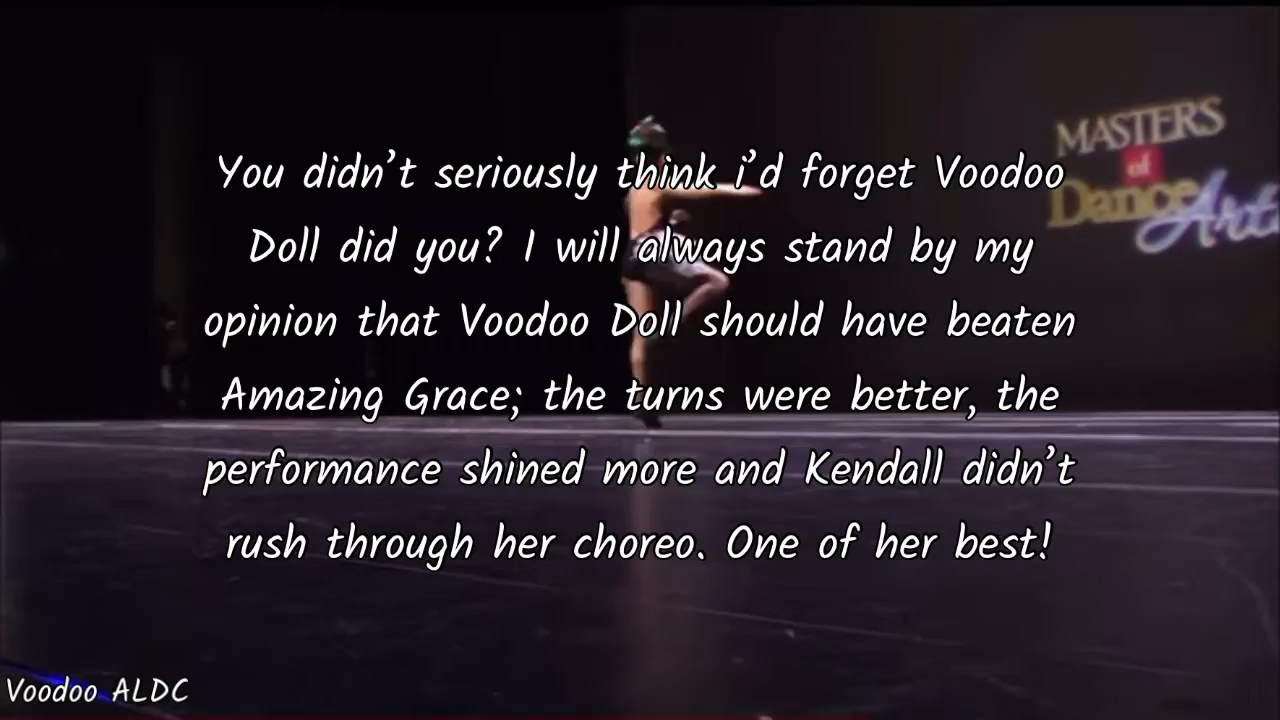 MASTERS
of
Dance Arts
You didn't seriously think i'd forget Voodoo
Doll did you? I will always stand by my
opinion that Voodoo Doll should have beaten
Amazing Grace; the turns were better, the
performance shined more and Kendall didn't
rush through her choreo. One of her best!
Voodoo ALDC